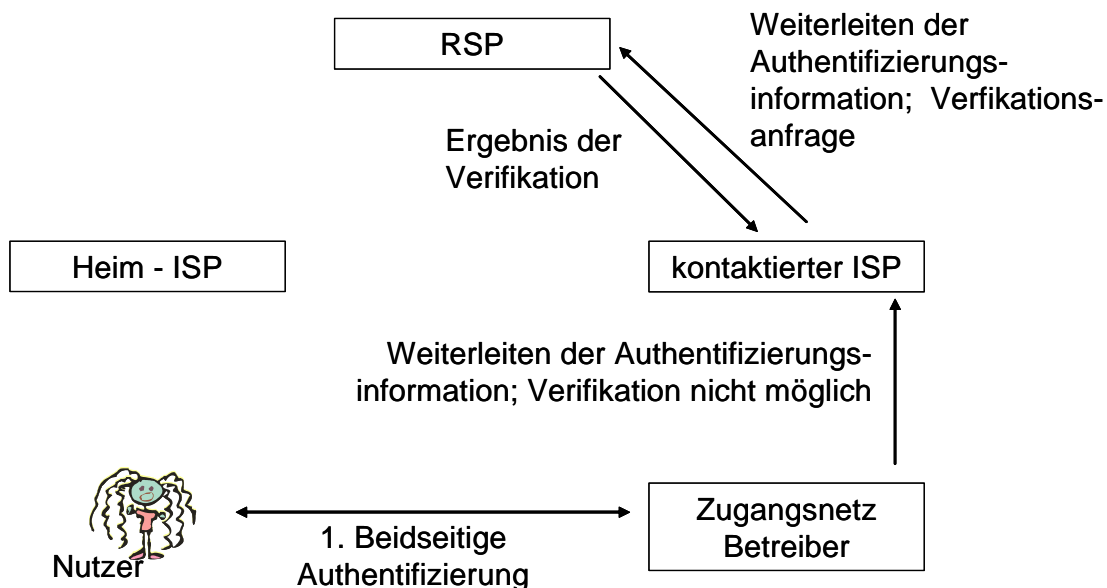 RSP
Weiterleiten der
Authentifizierungs-
information; Verfikations-
anfrage
Ergebnis der
Verifikation
Heim - ISP
kontaktierter ISP
Weiterleiten der Authentifizierungs-
information; Verifikation nicht möglich
Nutzer
1. Beidseitige
Authentifizierung
Zugangsnetz
Betreiber